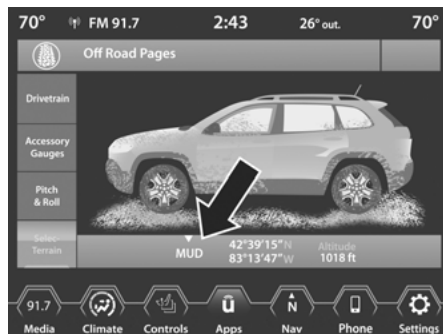 70° FM 91.7 2:43 26° out. 70°
Off Road Pages
Drivetrain
Accessory
Gauges
Pitch
& Roll
Selec
Terrain
MUD
42°39'15"N
83°13'47"W
Altitude
1018 ft
91.7 û N
Media Climate Controls Apps Nav Phone Settings